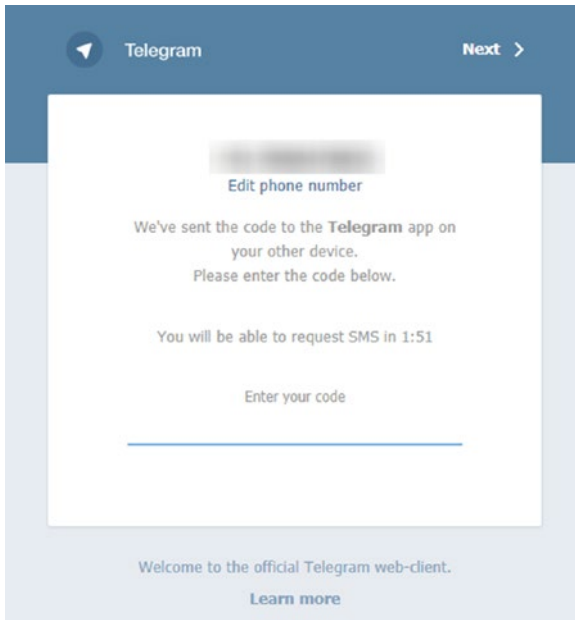 Telegram
Next
Edit phone number
We've sent the code to the Telegram app on
your other device.
Please enter the code below.
You will be able to request SMS in 1:51
Enter your code
Welcome to the official Telegram web-client.
Learn more